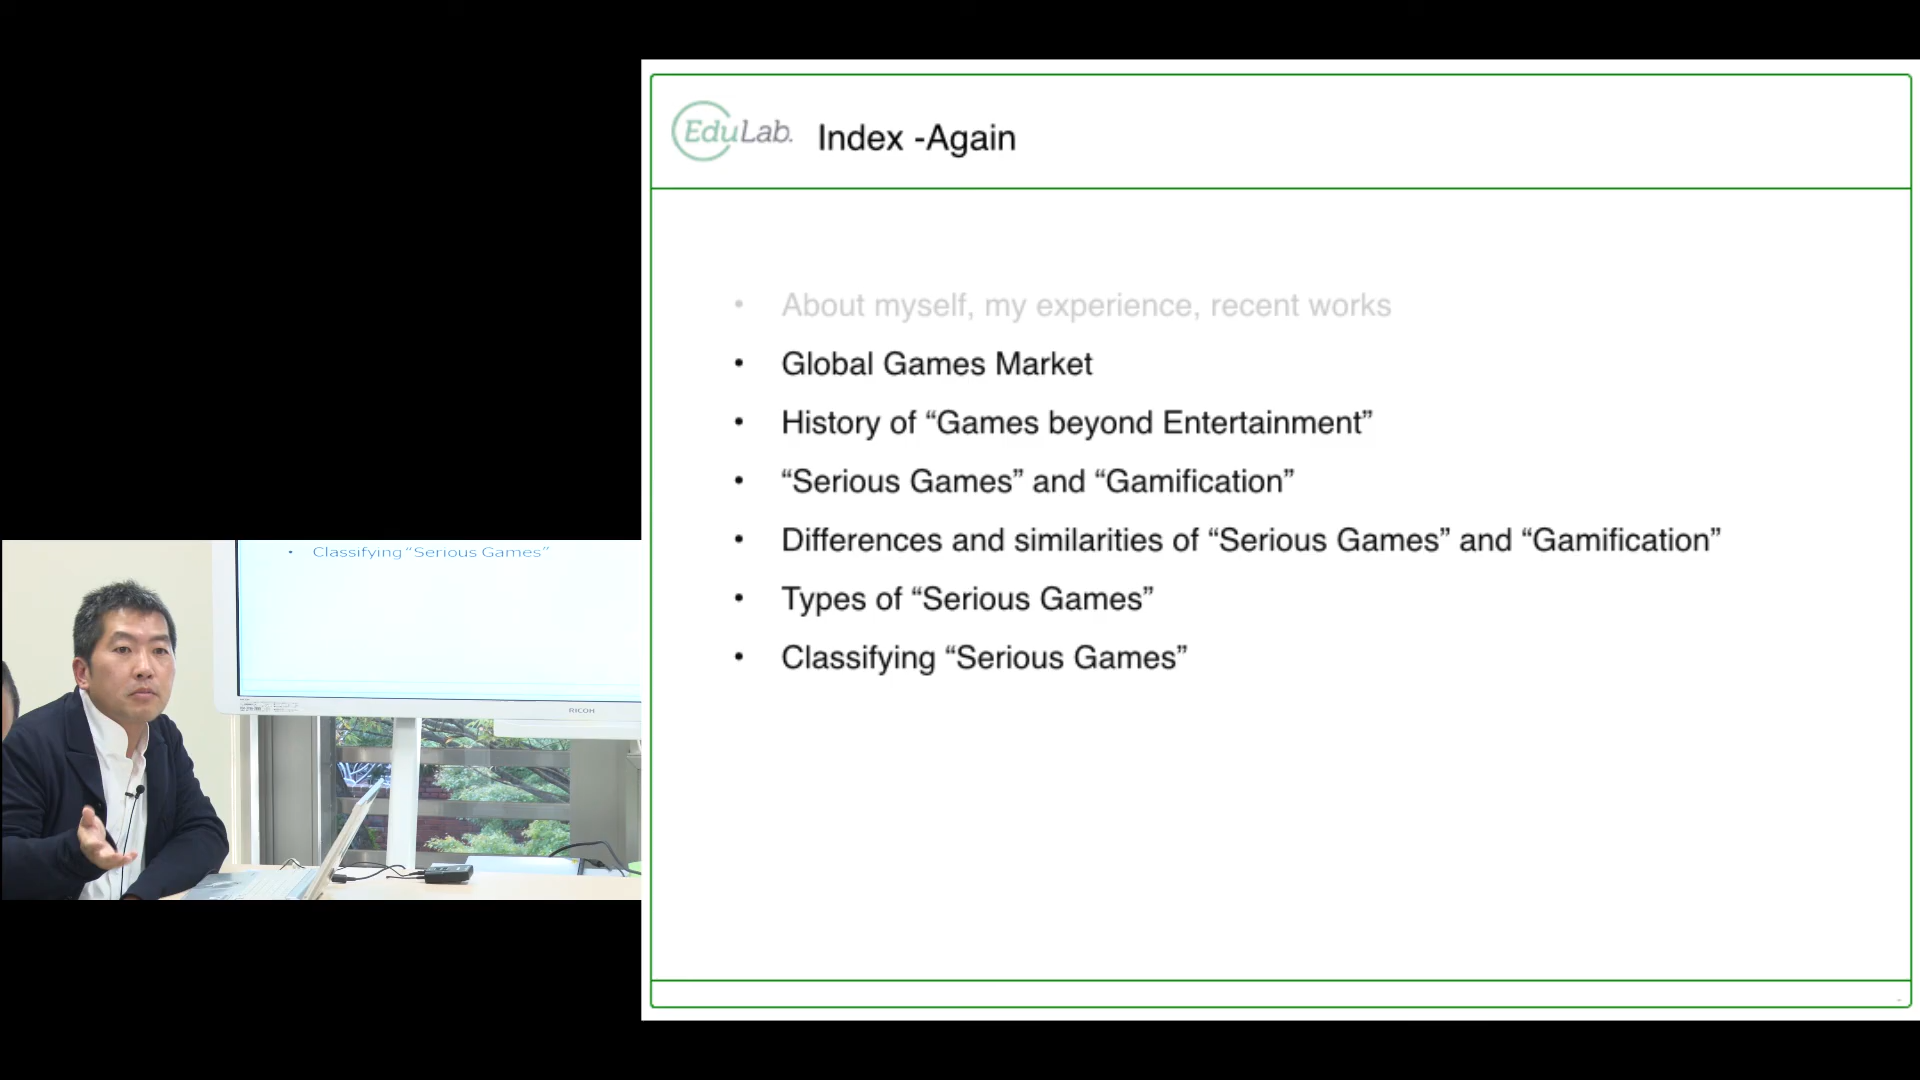 EduLab.
Index -Again
• About myself, my experience, recent works
• Global Games Market
• History of “Games beyond Entertainment”
• “Serious Games” and “Gamification”
• Differences and similarities of “Serious Games” and “Gamification”
• Types of “Serious Games”
• Classifying “Serious Games”
• Classifying “Serious Games”
RICOH